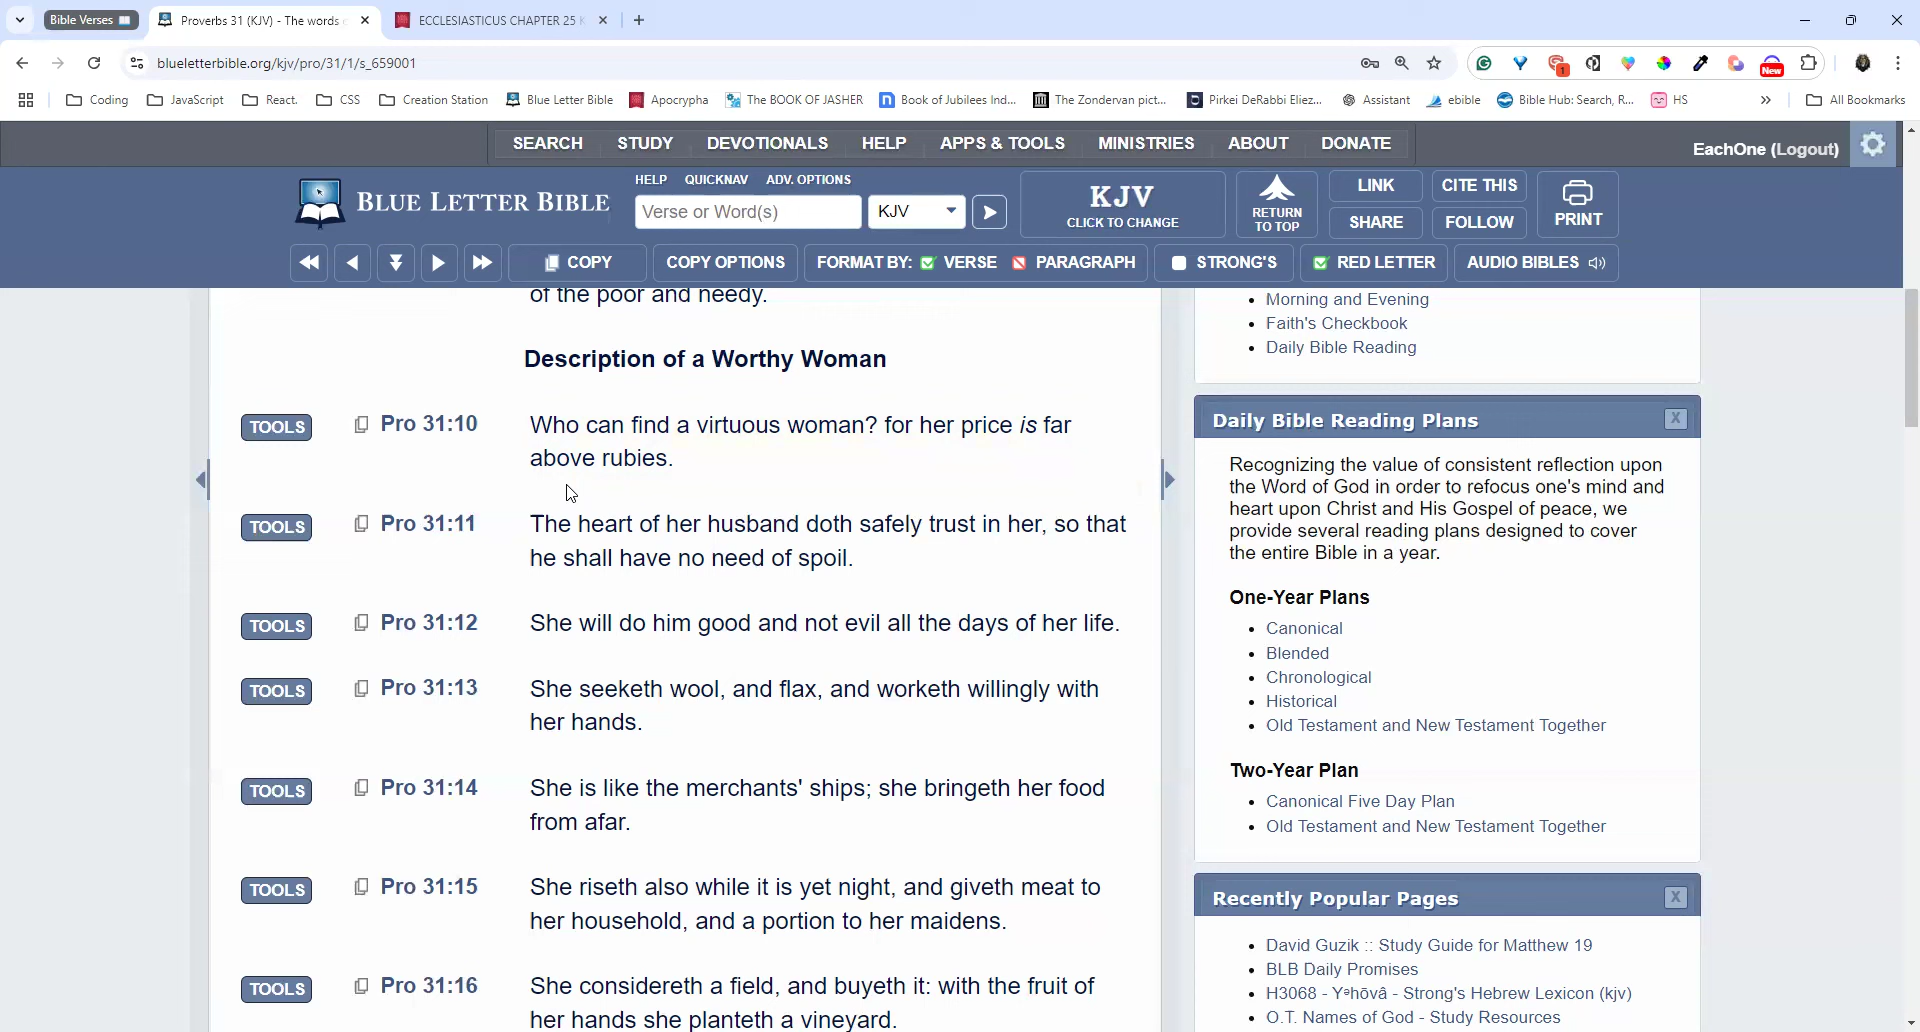 Bible Verses
Proverbs 31 (KJV) - The words
ECCLESIASTICUS CHAPTER 25 K
blueletterbible.org/kjv/pro/31/1/s_659001
1
New
Coding
JavaScript
React.
CSS
Creation Station
Blue Letter Bible
Apocrypha
The BOOK OF JASHER
Book of Jubilees Ind...
The Zondervan pict...
Pirkei DeRabbi Eliez...
Assistant
ebible
Bible Hub: Search, R...
HS
»
All Bookmarks
SEARCH
STUDY
DEVOTIONALS
HELP
APPS & TOOLS
MINISTRIES
ABOUT
DONATE
EachOne (Logout)
BLUE LETTER BIBLE
HELP QUICKNAV ADV. OPTIONS
Verse or Word(s)
KJV
KJV
CLICK TO CHANGE
RETURN
TO TOP
LINK
CITE THIS
SHARE
FOLLOW
PRINT
COPY
COPY OPTIONS
FORMAT BY: VERSE PARAGRAPH
STRONG'S
RED LETTER
AUDIO BIBLES
of the poor and needy.
Description of a Worthy Woman
TOOLS Pro 31:10 Who can find a virtuous woman? for her price is far
above rubies.
TOOLS Pro 31:11 The heart of her husband doth safely trust in her, so that
he shall have no need of spoil.
TOOLS Pro 31:12 She will do him good and not evil all the days of her life.
TOOLS Pro 31:13 She seeketh wool, and flax, and worketh willingly with
her hands.
TOOLS Pro 31:14 She is like the merchants' ships; she bringeth her food
from afar.
TOOLS Pro 31:15 She riseth also while it is yet night, and giveth meat to
her household, and a portion to her maidens.
TOOLS Pro 31:16 She considereth a field, and buyeth it: with the fruit of
her hands she planteth a vineyard.
• Morning and Evening
• Faith's Checkbook
• Daily Bible Reading
Daily Bible Reading Plans X
Recognizing the value of consistent reflection upon
the Word of God in order to refocus one's mind and
heart upon Christ and His Gospel of peace, we
provide several reading plans designed to cover
the entire Bible in a year.
One-Year Plans
• Canonical
• Blended
• Chronological
• Historical
• Old Testament and New Testament Together
Two-Year Plan
• Canonical Five Day Plan
• Old Testament and New Testament Together
Recently Popular Pages X
• David Guzik :: Study Guide for Matthew 19
• BLB Daily Promises
• H3068 - Yᵊhōvâ - Strong's Hebrew Lexicon (kjv)
• O.T. Names of God - Study Resources